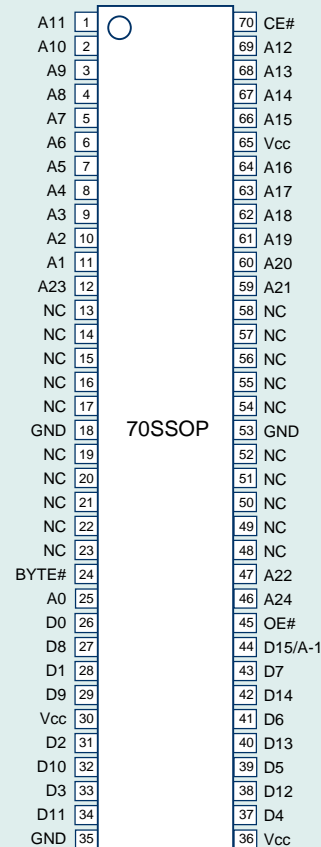 A11 1 70 CE#
A10 2 69 A12
A9 3 68 A13
A8 4 67 A14
A7 5 66 A15
A6 6 65 Vcc
A5 7 64 A16
A4 8 63 A17
A3 9 62 A18
A2 10 61 A19
A1 11 60 A20
A23 12 59 A21
NC 13 58 NC
NC 14 57 NC
NC 15 56 NC
NC 16 55 NC
NC 17 54 NC
GND 18 70SSOP 53 GND
NC 19 52 NC
NC 20 51 NC
NC 21 50 NC
NC 22 49 NC
NC 23 48 NC
BYTE# 24 47 A22
A0 25 46 A24
D0 26 45 OE#
D8 27 44 D15/A-1
D1 28 43 D7
D9 29 42 D14
Vcc 30 41 D6
D2 31 40 D13
D10 32 39 D5
D3 33 38 D12
D11 34 37 D4
GND 35 36 Vcc